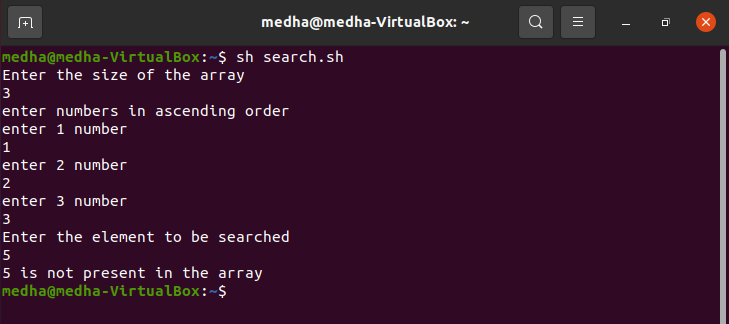 medha@medha-VirtualBox: ~
medha@medha-VirtualBox:~$ sh search.sh
Enter the size of the array
3
enter numbers in ascending order
enter 1 number
1
enter 2 number
2
enter 3 number
3
Enter the element to be searched
5
5 is not present in the array
medha@medha-VirtualBox:~$